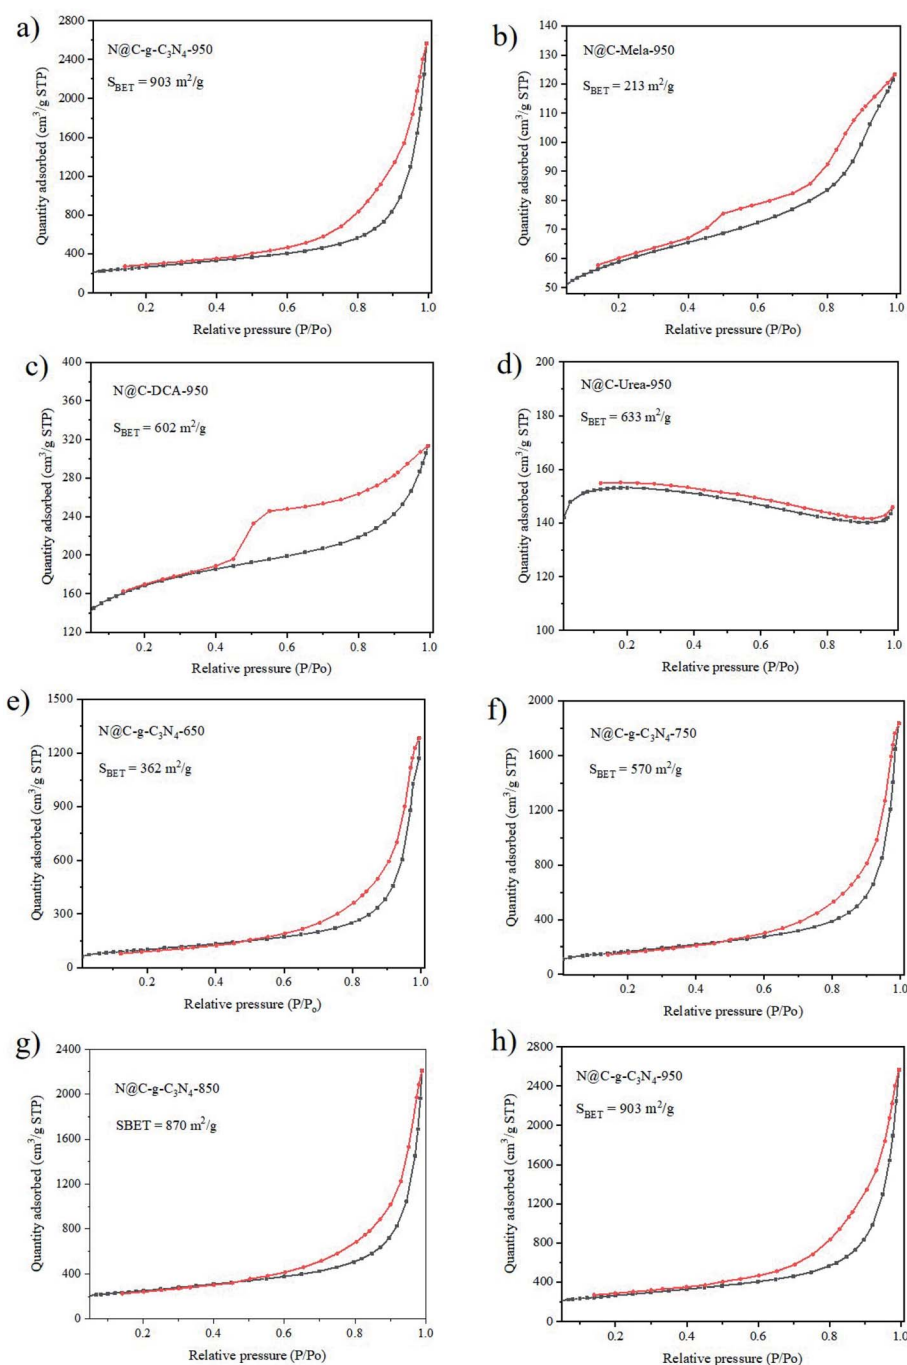 a)
N@C-g-C₃N₄-950
S_BET = 903 m²/g
Quantity adsorbed (cm³/g STP)
2800
2400
2000
1600
1200
800
400
0
0.2
0.4
0.6
0.8
1.0
Relative pressure (P/Po)
b)
N@C-Mela-950
S_BET = 213 m²/g
Quantity adsorbed (cm³/g STP)
140
130
120
110
100
90
80
70
60
50
0.2
0.4
0.6
0.8
1.0
Relative pressure (P/Po)
c)
N@C-DCA-950
S_BET = 602 m²/g
Quantity adsorbed (cm³/g STP)
400
360
320
280
240
200
160
120
0.2
0.4
0.6
0.8
1.0
Relative pressure (P/Po)
d)
N@C-Urea-950
S_BET = 633 m²/g
Quantity adsorbed (cm³/g STP)
200
180
160
140
120
100
0.2
0.4
0.6
0.8
1.0
Relative pressure (P/Po)
e)
N@C-g-C₃N₄-650
S_BET = 362 m²/g
Quantity adsorbed (cm³/g STP)
1500
1200
900
600
300
0
0.2
0.4
0.6
0.8
1.0
Relative pressure (P/Pₒ)
f)
N@C-g-C₃N₄-750
S_BET = 570 m²/g
Quantity adsorbed (cm³/g STP)
2000
1600
1200
800
400
0
0.2
0.4
0.6
0.8
1.0
Relative pressure (P/Po)
g)
N@C-g-C₃N₄-850
SBET = 870 m²/g
Quantity adsorbed (cm³/g STP)
2400
2000
1600
1200
800
400
0
0.2
0.4
0.6
0.8
1.0
Relative pressure (P/Po)
h)
N@C-g-C₃N₄-950
S_BET = 903 m²/g
Quantity adsorbed (cm³/g STP)
2800
2400
2000
1600
1200
800
400
0
0.2
0.4
0.6
0.8
1.0
Relative pressure (P/Po)